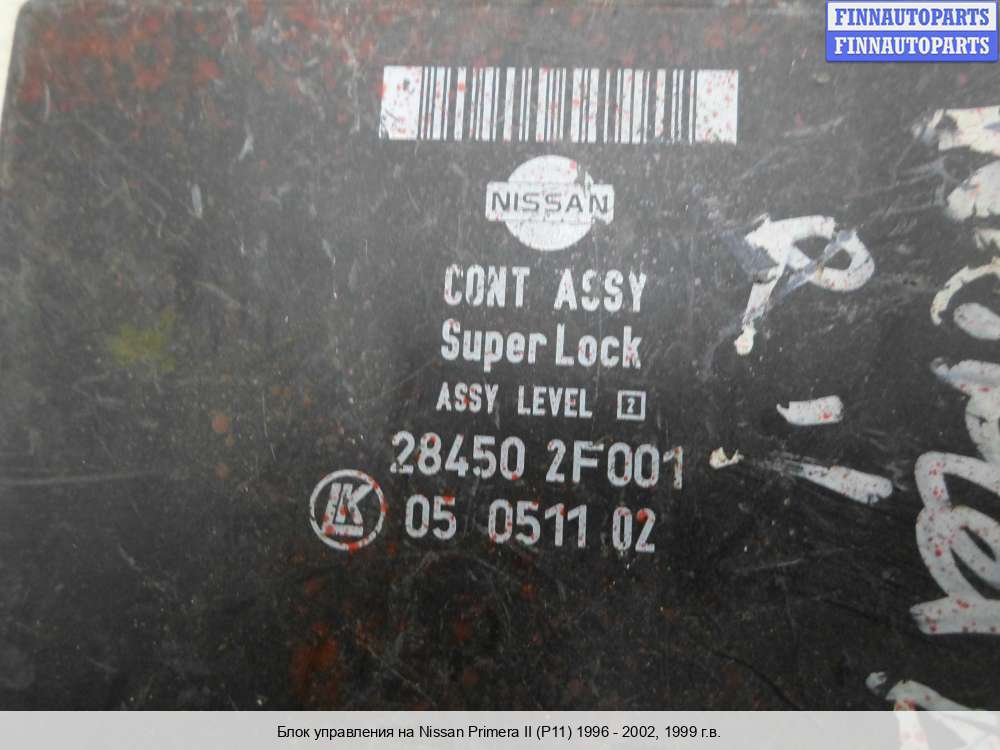 FINNAUTOPARTS
FINNAUTOPARTS
NISSAN
CONT ASSY
Super Lock
ASSY LEVEL 2
28450 2F001
LK 05 0511 02
Блок управления на Nissan Primera II (P11) 1996 - 2002, 1999 г.в.